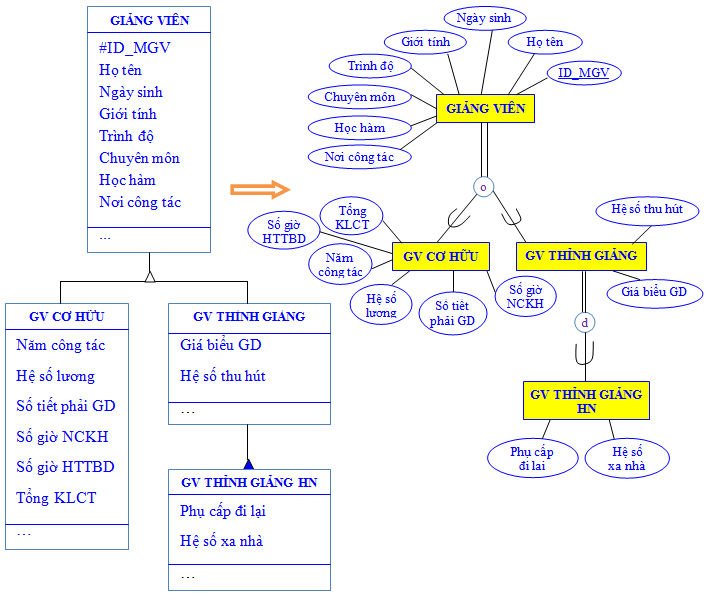 GIẢNG VIÊN
#ID_MGV
Họ tên
Ngày sinh
Giới tính
Trình độ
Chuyên môn
Học hàm
Nơi công tác
...
GV CƠ HỮU
Năm công tác
Hệ số lương
Số tiết phải GD
Số giờ NCKH
Số giờ HTTBD
Tổng KLCT
...
GV THỈNH GIẢNG
Giá biểu GD
Hệ số thu hút
...
GV THỈNH GIẢNG HN
Phụ cấp đi lại
Hệ số xa nhà
...
Ngày sinh
Giới tính
Họ tên
Trình độ
ID_MGV
Chuyên môn
GIẢNG VIÊN
Học hàm
Nơi công tác
o
Tổng
KLCT
Số giờ
HTTBD
Hệ số thu hút
GV CƠ HỮU
GV THỈNH GIẢNG
Năm
công tác
Hệ số
lương
Số tiết
phải GD
Số giờ
NCKH
Giá biểu GD
d
GV THỈNH GIẢNG
HN
Phụ cấp
đi lại
Hệ số
xa nhà